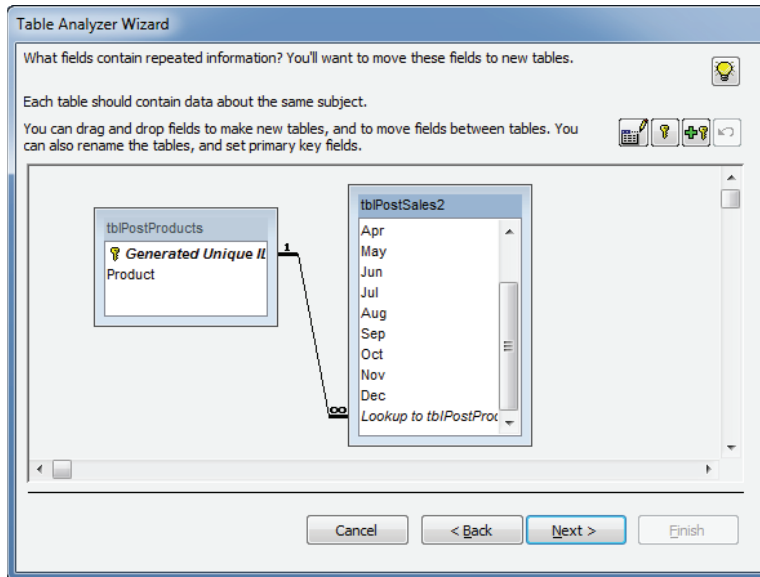 Table Analyzer Wizard
What fields contain repeated information? You'll want to move these fields to new tables.
Each table should contain data about the same subject.
You can drag and drop fields to make new tables, and to move fields between tables. You
can also rename the tables, and set primary key fields.
tblPostProducts
Generated Unique II
Product
1
∞
tblPostSales2
Apr
May
Jun
Jul
Aug
Sep
Oct
Nov
Dec
Lookup to tblPostProc
Cancel
< Back
Next >
Finish